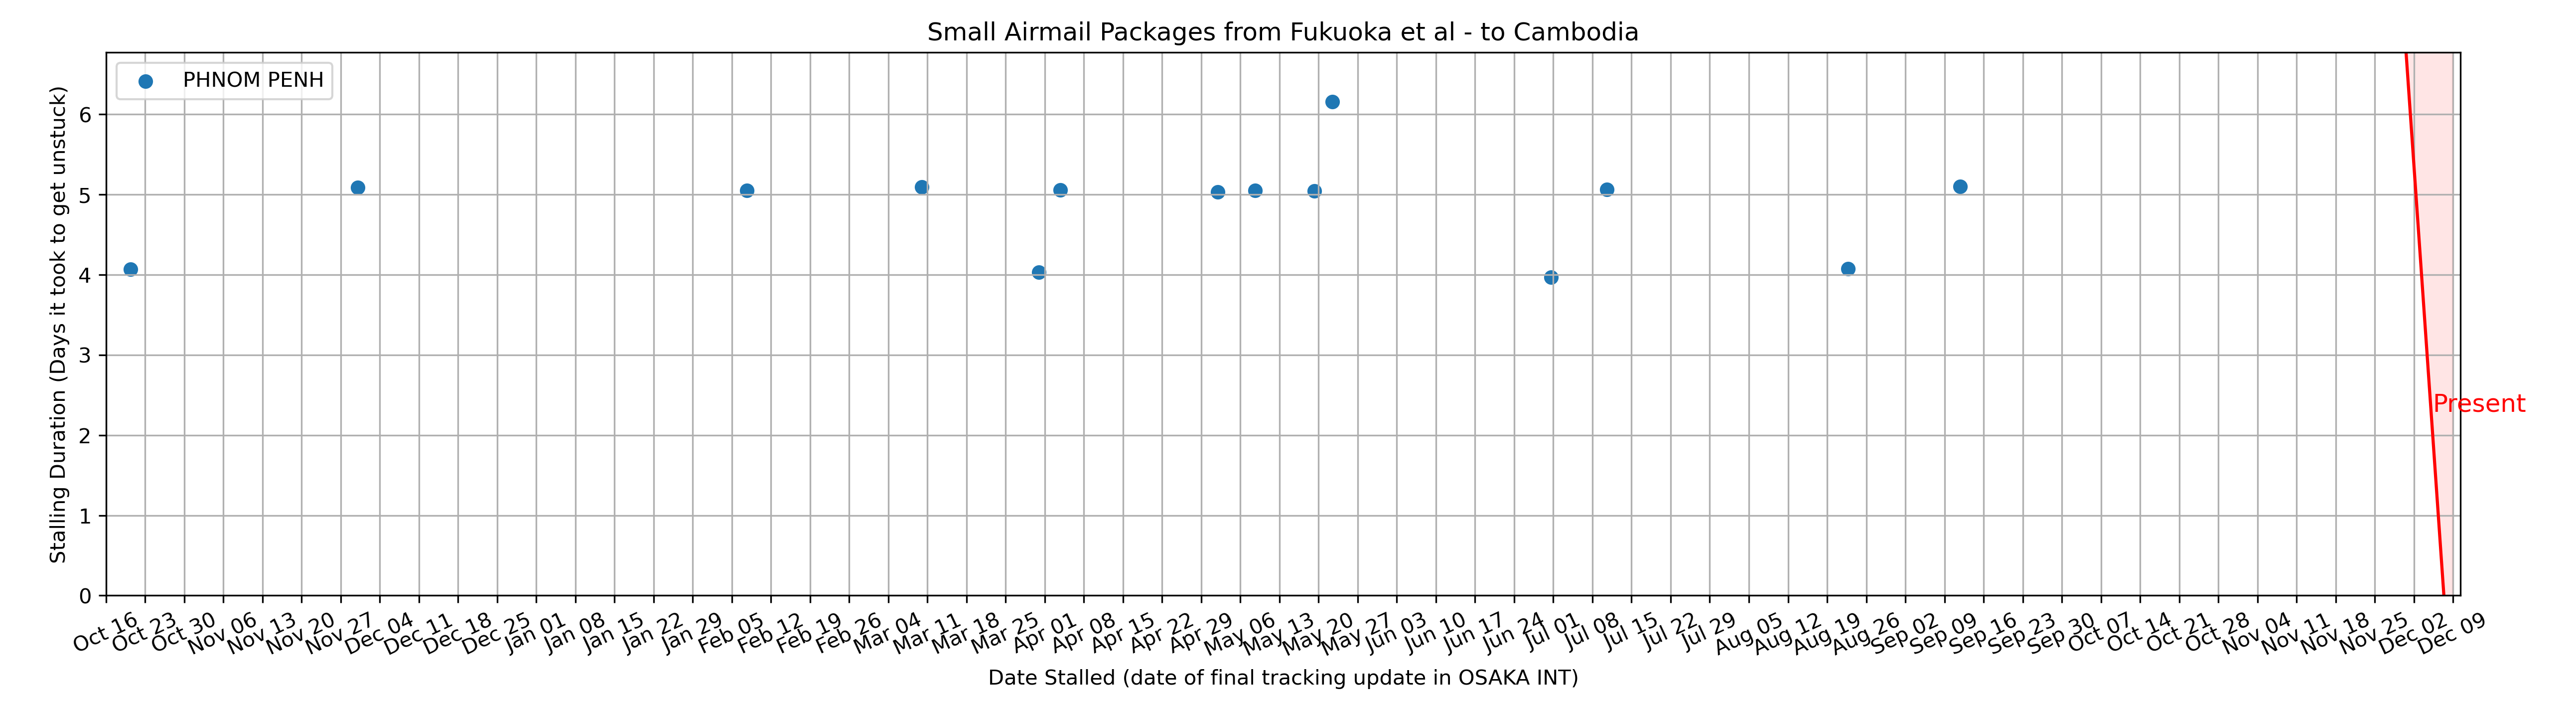 Small Airmail Packages from Fukuoka et al - to Cambodia
PHNOM PENH
Stalling Duration (Days it took to get unstuck)
6
5
4
3
2
1
0
Present
Oct 16
Oct 23
Oct 30
Nov 06
Nov 13
Nov 20
Nov 27
Dec 04
Dec 11
Dec 18
Dec 25
Jan 01
Jan 08
Jan 15
Jan 22
Jan 29
Feb 05
Feb 12
Feb 19
Feb 26
Mar 04
Mar 11
Mar 18
Mar 25
Apr 01
Apr 08
Apr 15
Apr 22
Apr 29
May 06
May 13
May 20
May 27
Jun 03
Jun 10
Jun 17
Jun 24
Jul 01
Jul 08
Jul 15
Jul 22
Jul 29
Aug 05
Aug 12
Aug 19
Aug 26
Sep 02
Sep 09
Sep 16
Sep 23
Sep 30
Oct 07
Oct 14
Oct 21
Oct 28
Nov 04
Nov 11
Nov 18
Nov 25
Dec 02
Dec 09
Date Stalled (date of final tracking update in OSAKA INT)